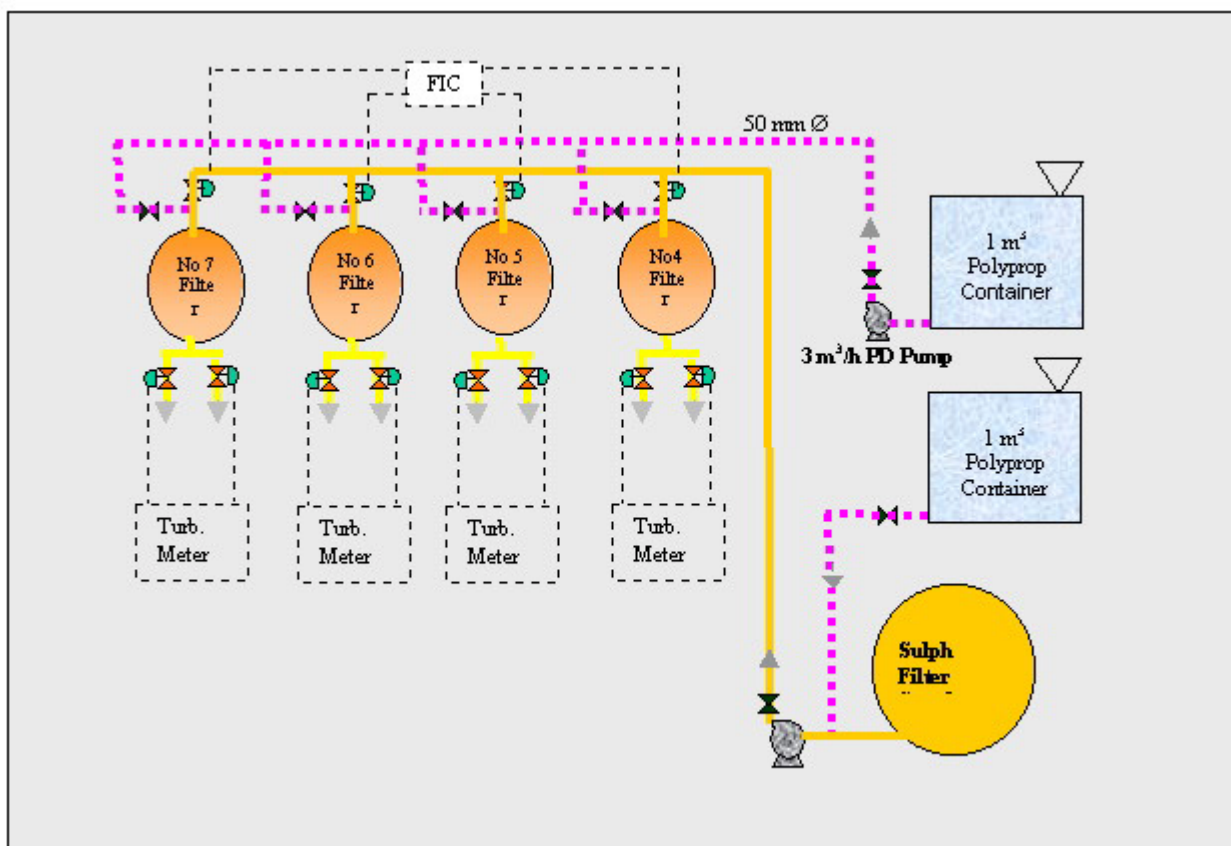 FIC
50 mm Ø
1 m³
Polyprop
Container
No 7
Filte
r
No 6
Filte
r
No 5
Filte
r
No4
Filte
r
3 m³/h PD Pump
1 m³
Polyprop
Container
Turb.
Meter
Turb.
Meter
Turb.
Meter
Turb.
Meter
Sulph
Filter